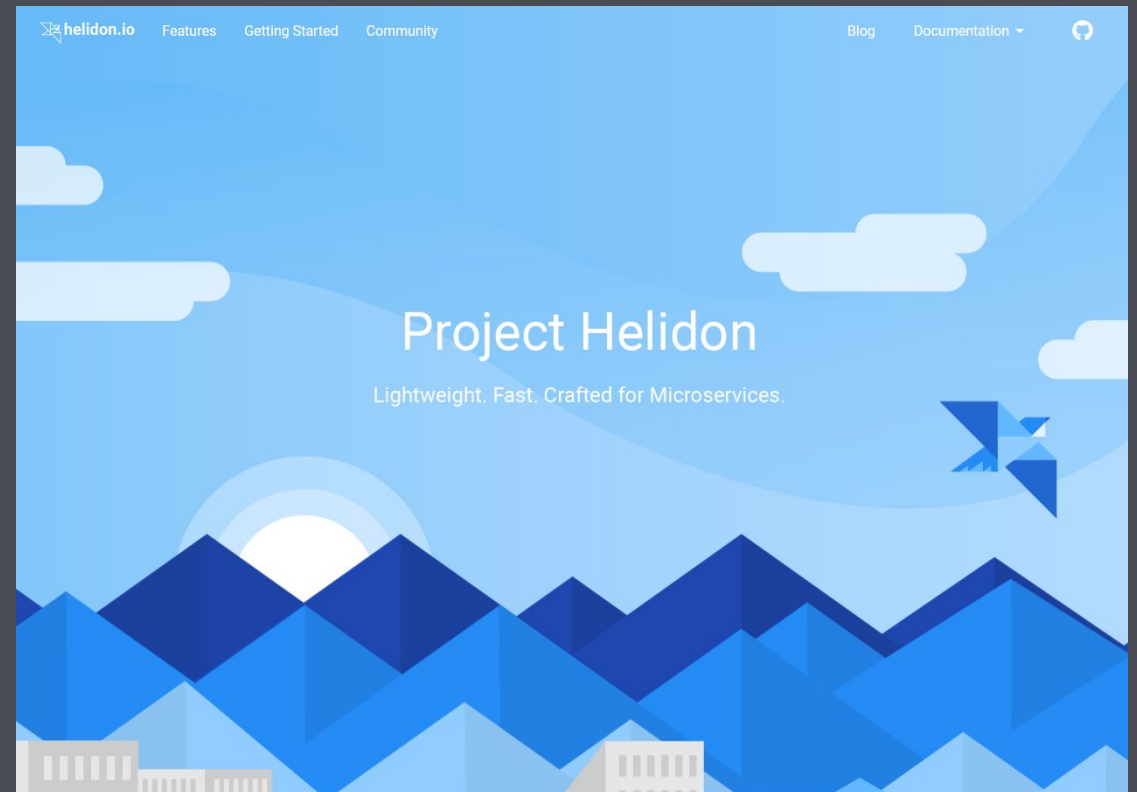 helidon.io Features Getting Started Community Blog Documentation
Project Helidon
Lightweight. Fast. Crafted for Microservices.